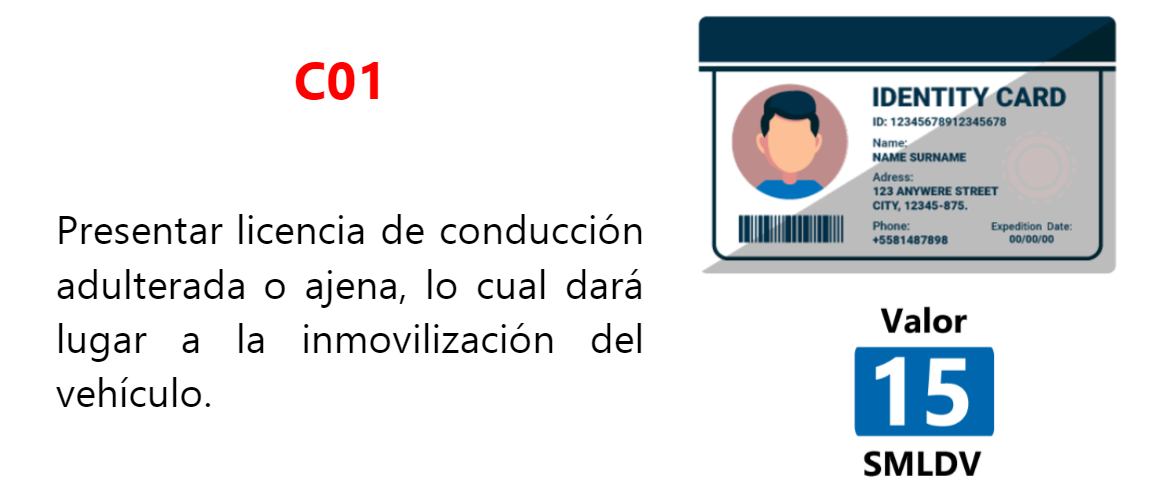 C01
Presentar licencia de conducción
adulterada o ajena, lo cual dará
lugar a la inmovilización del
vehículo.
IDENTITY CARD
ID: 12345678912345678
Name:
NAME SURNAME
Adress:
123 ANYWERE STREET
CITY, 12345-875.
Phone:
+5581487898
Expedition Date:
00/00/00
Valor
15
SMLDV